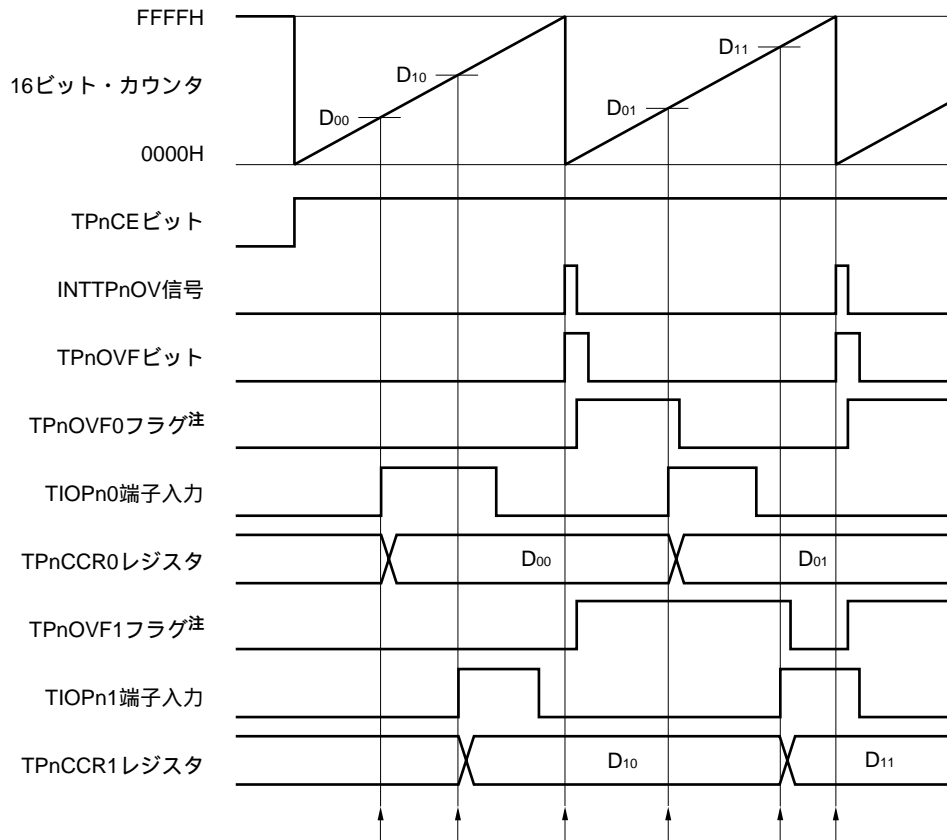 FFFFH
16ビット・カウンタ
0000H
D00
D10
D01
D11
TPnCEビット
INTTPnOV信号
TPnOVFビット
TPnOVF0フラグ注
TIOPn0端子入力
TPnCCR0レジスタ
D00
D01
TPnOVF1フラグ注
TIOPn1端子入力
TPnCCR1レジスタ
D10
D11